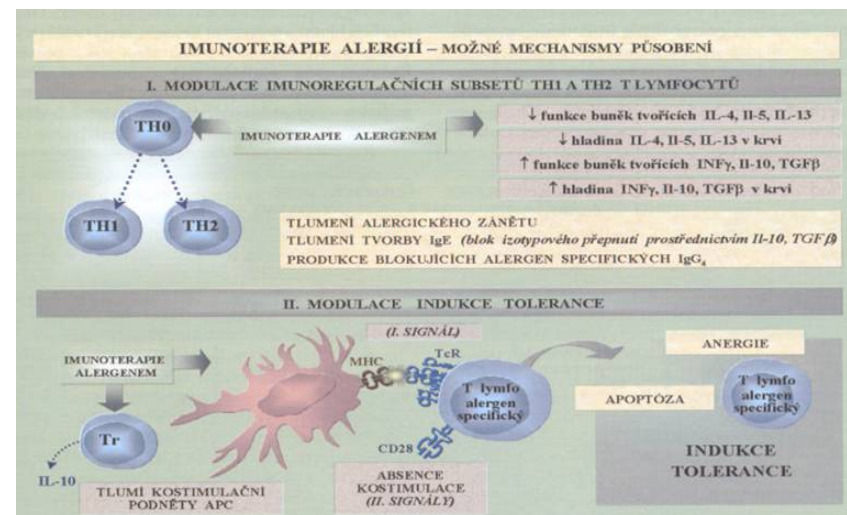 IMUNOTERAPIE ALERGIÍ – MOŽNÉ MECHANISMY PŮSOBENÍ
I. MODULACE IMUNOREGULAČNÍCH SUBSETŮ TH1 A TH2 T LYMFOCYTŮ
TH0
IMUNOTERAPIE ALERGENEM
TH1
TH2
↓ funkce buněk tvořících IL-4, Il-5, IL-13
↓ hladina IL-4, Il-5, IL-13 v krvi
↑ funkce buněk tvořících INFγ, Il-10, TGFβ
↑ hladina INFγ, Il-10, TGFβ v krvi
TLUMENÍ ALERGICKÉHO ZÁNĚTU
TLUMENÍ TVORBY IgE (blok izotypového přepnutí prostřednictvím Il-10, TGFβ)
PRODUKCE BLOKUJÍCÍCH ALERGEN SPECIFICKÝCH IgG4
II. MODULACE INDUKCE TOLERANCE
IMUNOTERAPIE
ALERGENEM
Tr
IL-10
TLUMÍ KOSTIMULAČNÍ
PODNĚTY APC
(I. SIGNÁL)
MHC
TcR
T lymfo
alergen
specifický
CD28
ABSENCE
KOSTIMULACE
(II. SIGNÁLY)
ANERGIE
APOPTÓZA
T lymfo
alergen
specifický
INDUKCE
TOLERANCE